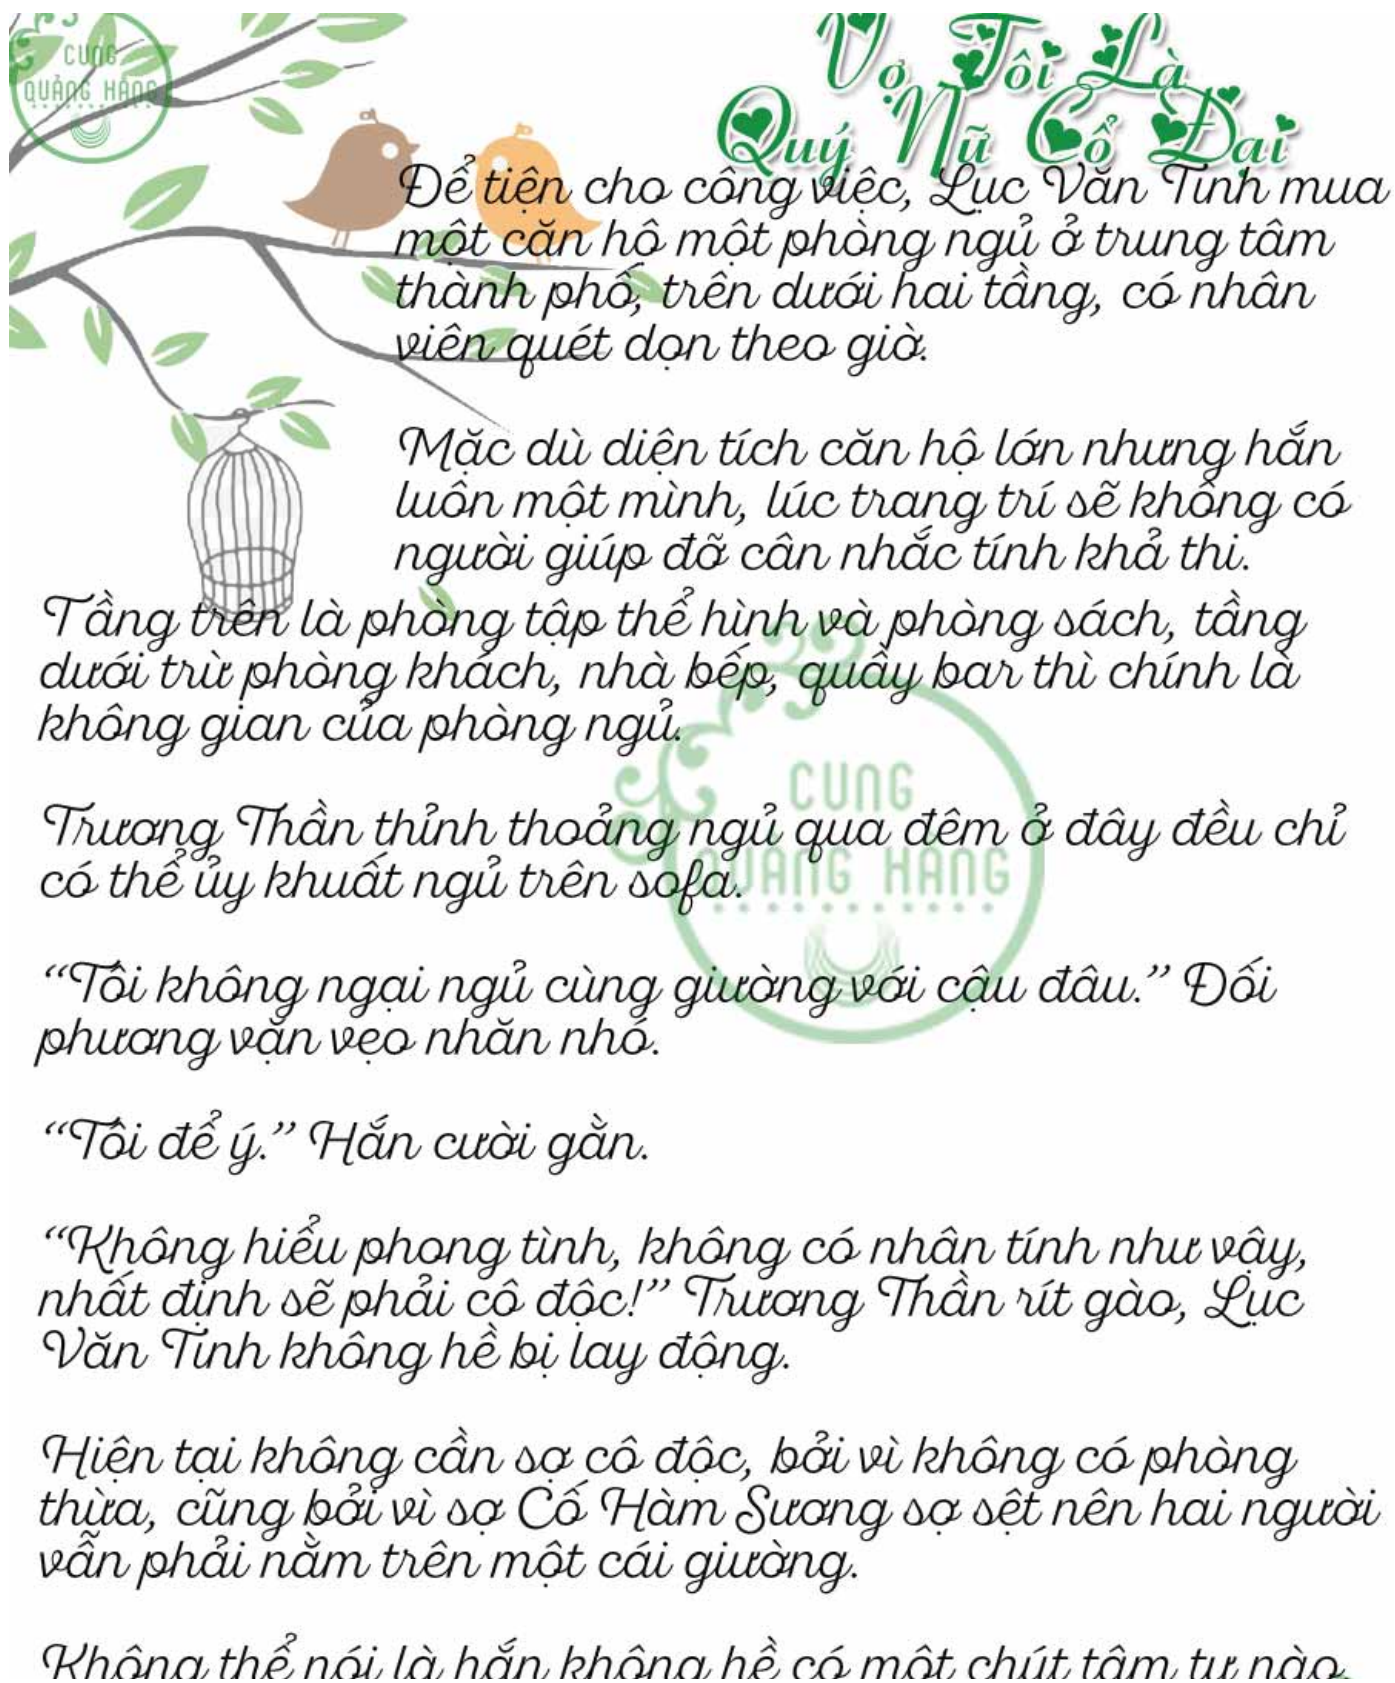 CUNG
QUẢNG HẰNG
Vợ Tôi Là
Quý Nữ Cổ Đại
Để tiện cho công việc, Lục Văn Tinh mua
một căn hộ một phòng ngủ ở trung tâm
thành phố, trên dưới hai tầng, có nhân
viên quét dọn theo giờ.
Mặc dù diện tích căn hộ lớn nhưng hắn
luôn một mình, lúc trang trí sẽ không có
người giúp đỡ cân nhắc tính khả thi.
Tầng trên là phòng tập thể hình và phòng sách, tầng
dưới trừ phòng khách, nhà bếp, quầy bar thì chính là
không gian của phòng ngủ.
CUNG
Trương Thần thỉnh thoảng ngủ qua đêm ở đây đều chỉ
có thể ủy khuất ngủ trên sofa.
QUẢNG HẰNG
“Tôi không ngại ngủ cùng giường với cậu đâu.” Đối
phương vặn vẹo nhăn nhó.
“Tôi để ý.” Hắn cười gằn.
“Không hiểu phong tình, không có nhân tính như vậy,
nhất định sẽ phải cô độc!” Trương Thần rít gào, Lục
Văn Tinh không hề bị lay động.
Hiện tại không cần sợ cô độc, bởi vì không có phòng
thừa, cũng bởi vì sợ Cố Hàm Sương sợ sệt nên hai người
vẫn phải nằm trên một cái giường.
Không thể nói là hắn không hề có một chút tâm tư nào,